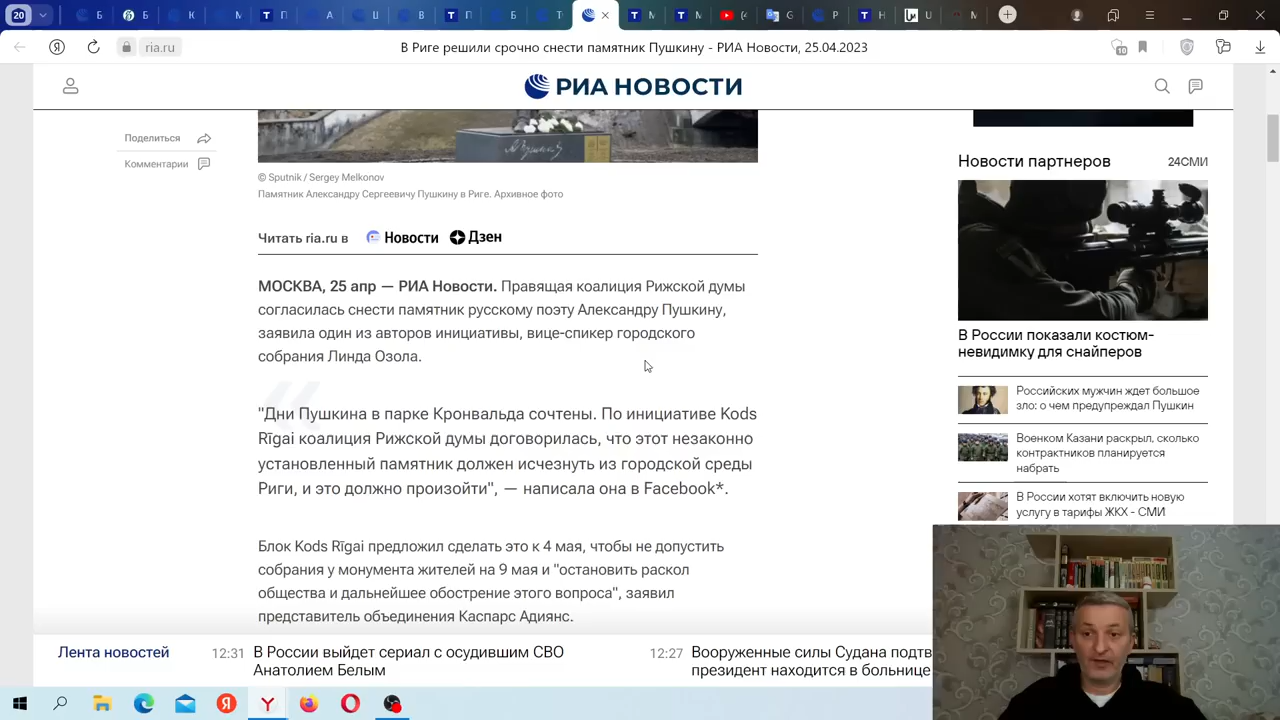 20
ria.ru
В Риге решили срочно снести памятник Пушкину - РИА Новости, 25.04.2023
10
РИА НОВОСТИ
Поделиться
Комментарии
© Sputnik / Sergey Melkonov
Памятник Александру Сергеевичу Пушкину в Риге. Архивное фото
Читать ria.ru в
Новости
Дзен
МОСКВА, 25 апр — РИА Новости. Правящая коалиция Рижской думы
согласилась снести памятник русскому поэту Александру Пушкину,
заявила один из авторов инициативы, вице-спикер городского
собрания Линда Озола.
"Дни Пушкина в парке Кронвальда сочтены. По инициативе Kods
Rīgai коалиция Рижской думы договорилась, что этот незаконно
установленный памятник должен исчезнуть из городской среды
Риги, и это должно произойти", — написала она в Facebook*.
Блок Kods Rīgai предложил сделать это к 4 мая, чтобы не допустить
собрания у монумента жителей на 9 мая и "остановить раскол
общества и дальнейшее обострение этого вопроса", заявил
представитель объединения Каспарс Адиянс.
Новости партнеров
24СМИ
В России показали костюм-
невидимку для снайперов
Российских мужчин ждет большое
зло: о чем предупреждал Пушкин
Военком Казани раскрыл, сколько
контрактников планируется
набрать
В России хотят включить новую
услугу в тарифы ЖКХ - СМИ
Лента новостей
12:31
В России выйдет сериал с осудившим СВО
Анатолием Белым
12:27
Вооруженные силы Судана подтв
президент находится в больнице